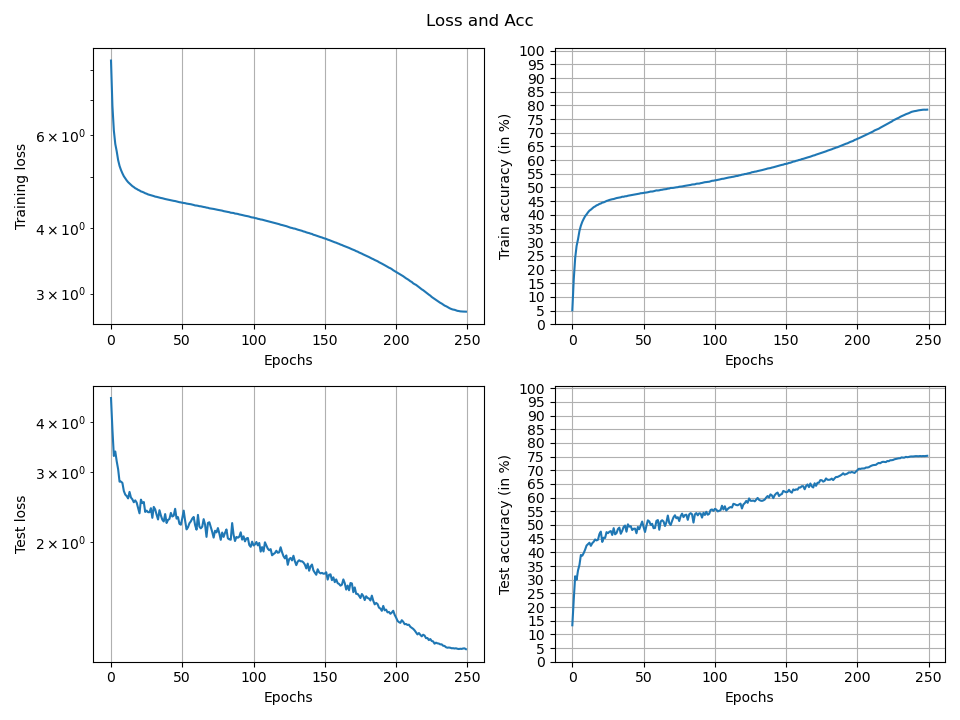 Loss and Acc
6 × 10⁰
4 × 10⁰
3 × 10⁰
Training loss
0 50 100 150 200 250
Epochs
100
95
90
85
80
75
70
65
60
55
50
45
40
35
30
25
20
15
10
5
0
Train accuracy (in %)
0 50 100 150 200 250
Epochs
4 × 10⁰
3 × 10⁰
2 × 10⁰
Test loss
0 50 100 150 200 250
Epochs
100
95
90
85
80
75
70
65
60
55
50
45
40
35
30
25
20
15
10
5
0
Test accuracy (in %)
0 50 100 150 200 250
Epochs